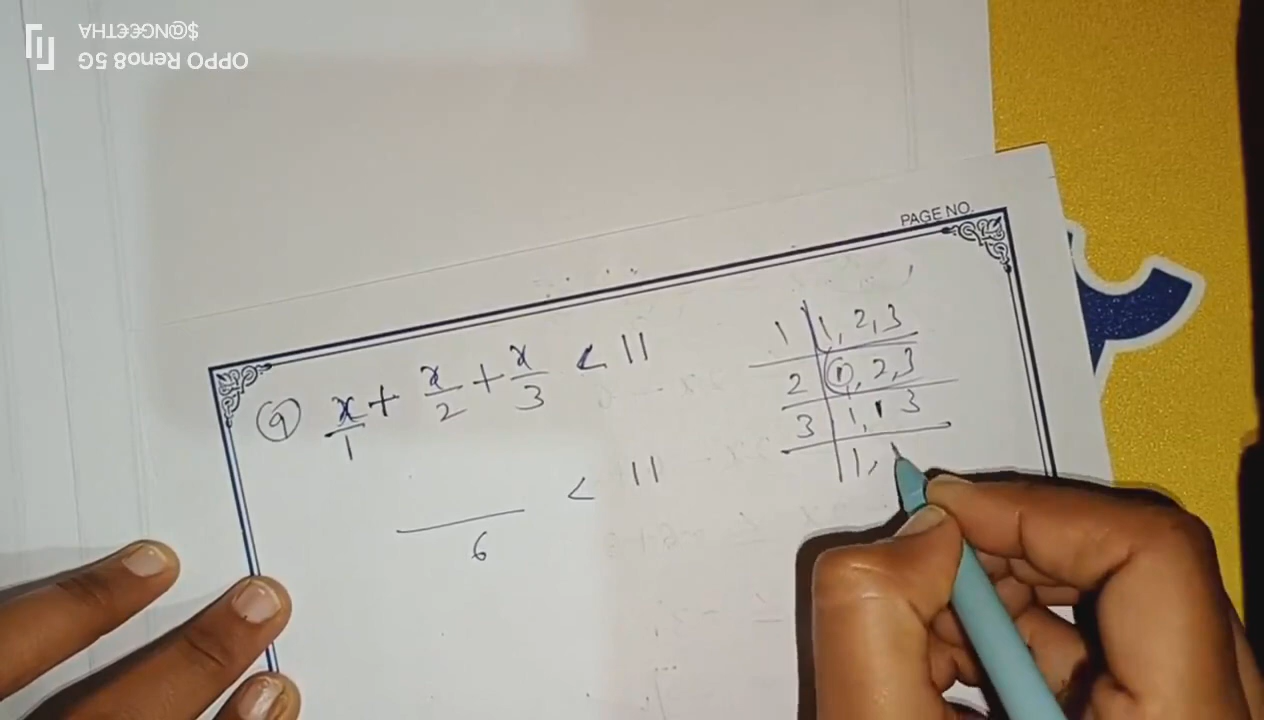 $@NGEETHA
OPPO Reno8 5G
PAGE NO.
9 x/1 + x/2 + x/3 < 11
/6 < 11
1 | 1, 2, 3
2 | 1, 2, 3
3 | 1, 1 3
1,